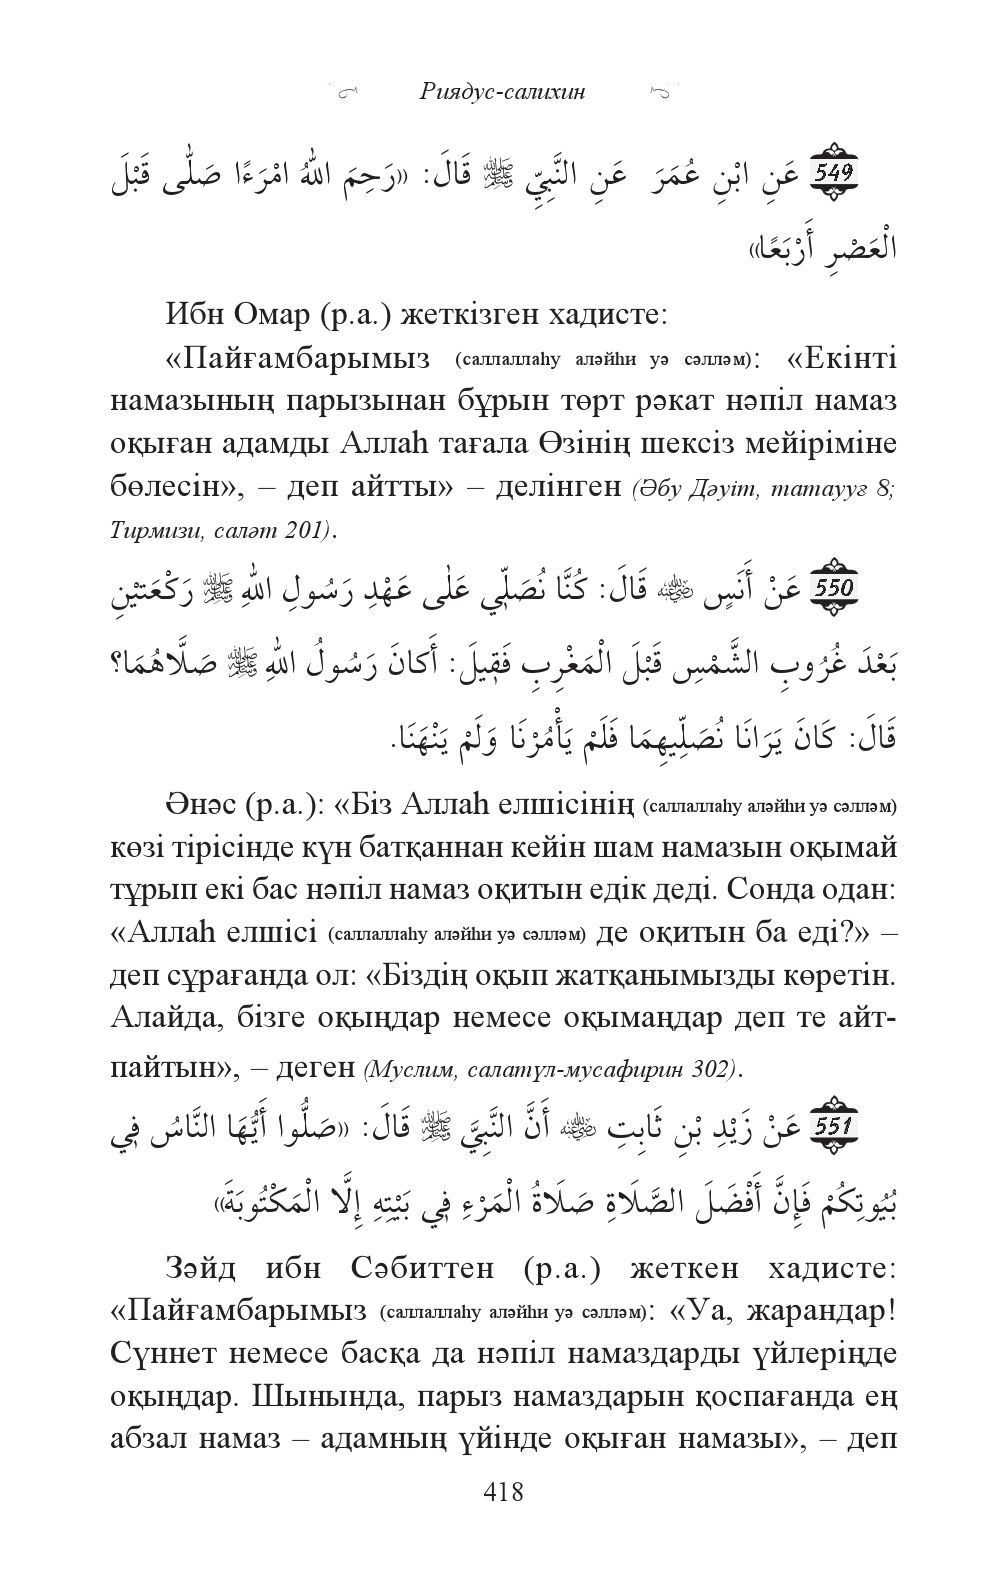 Риядус-салихин
549 عَنِ ابْنِ عُمَرَ عَنِ النَّبِيِّ ﷺ قَالَ: «رَحِمَ اللهُ امْرَءًا صَلَّى قَبْلَ
الْعَصْرِ أَرْبَعًا»
Ибн Омар (р.а.) жеткізген хадисте:
«Пайғамбарымыз (саллаллаһу аләйһи уә сәлләм): «Екінті
намазының парызынан бұрын төрт рәкат нәпіл намаз
оқыған адамды Аллаһ тағала Өзінің шексіз мейіріміне
бөлесін», – деп айтты» – делінген (Әбу Дәуіт, татаууғ 8;
Тирмизи, саләт 201).
550 عَنْ أَنَسٍ ﵁ قَالَ: كُنَّا نُصَلِّي عَلٰى عَهْدِ رَسُولِ اللهِ ﷺ رَكْعَتَيْنِ
بَعْدَ غُرُوبِ الشَّمْسِ قَبْلَ الْمَغْرِبِ فَقِيلَ: أَكانَ رَسُولُ اللهِ ﷺ صَلَّاهُمَا؟
قَالَ: كَانَ يَرَانَا نُصَلِّيهِمَا فَلَمْ يَأْمُرْنَا وَلَمْ يَنْهَنَا.
Әнәс (р.а.): «Біз Аллаһ елшісінің (саллаллаһу аләйһи уә сәлләм)
көзі тірісінде күн батқаннан кейін шам намазын оқымай
тұрып екі бас нәпіл намаз оқитын едік деді. Сонда одан:
«Аллаһ елшісі (саллаллаһу аләйһи уә сәлләм) де оқитын ба еді?» –
деп сұрағанда ол: «Біздің оқып жатқанымызды көретін.
Алайда, бізге оқыңдар немесе оқымаңдар деп те айт-
пайтын», – деген (Муслим, салатүл-мусафирин 302).
551 عَنْ زَيْدِ بْنِ ثَابِتِ ﵁ أَنَّ النَّبِيَّ ﷺ قَالَ: «صَلُّوا أَيُّهَا النَّاسُ فِي
بُيُوتِكُمْ فَإِنَّ أَفْضَلَ الصَّلَاةِ صَلَاةُ الْمَرْءِ فِي بَيْتِهِ إِلَّا الْمَكْتُوبَةَ»
Зәйд ибн Сәбиттен (р.а.) жеткен хадисте:
«Пайғамбарымыз (саллаллаһу аләйһи уә сәлләм): «Уа, жарандар!
Сүннет немесе басқа да нәпіл намаздарды үйлеріңде
оқыңдар. Шынында, парыз намаздарын қоспағанда ең
абзал намаз – адамның үйінде оқыған намазы», – деп
418